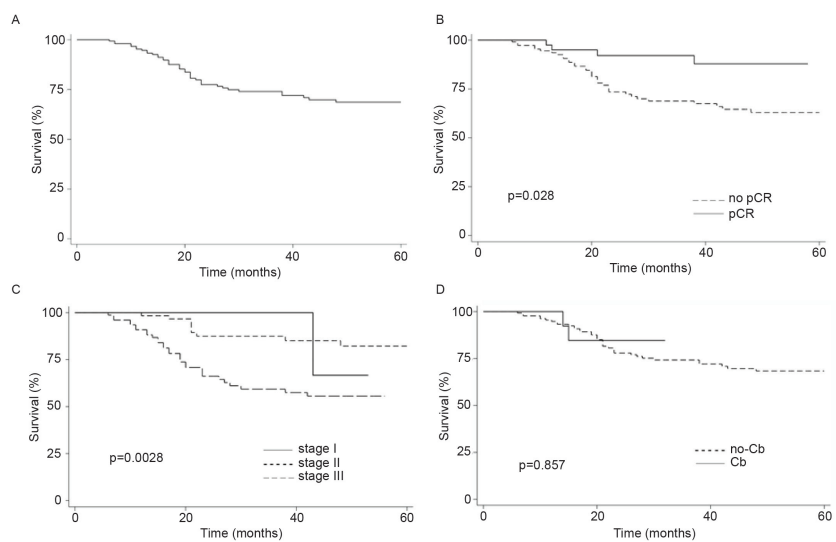 A
100
75
50
25
0
Survival (%)
0
20
40
60
Time (months)
B
100
75
50
25
0
Survival (%)
p=0.028
no pCR
pCR
0
20
40
60
Time (months)
C
100
75
50
25
0
Survival (%)
p=0.0028
stage I
stage II
stage III
0
20
40
60
Time (months)
D
100
75
50
25
0
Survival (%)
p=0.857
no-Cb
Cb
0
20
40
60
Time (months)